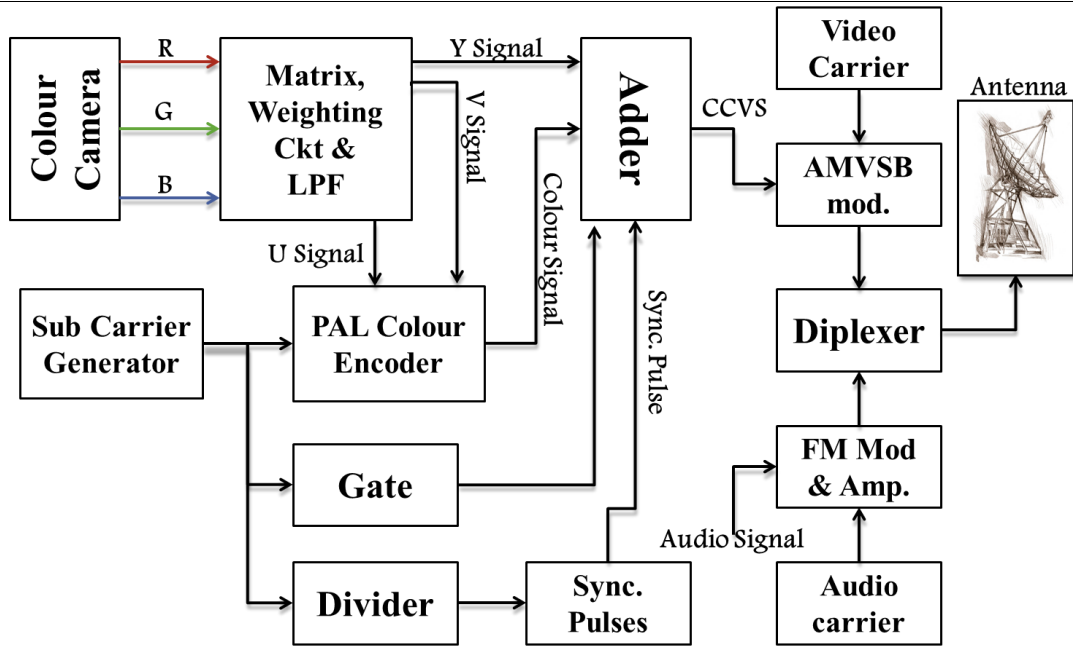 Colour
Camera
R
G
B
Matrix,
Weighting
Ckt &
LPF
Y Signal
V Signal
U Signal
Colour Signal
Adder
CCVS
Video
Carrier
AMVSB
mod.
Antenna
Sub Carrier
Generator
PAL Colour
Encoder
Sync. Pulse
Diplexer
Gate
FM Mod
& Amp.
Audio Signal
Divider
Sync.
Pulses
Audio
carrier